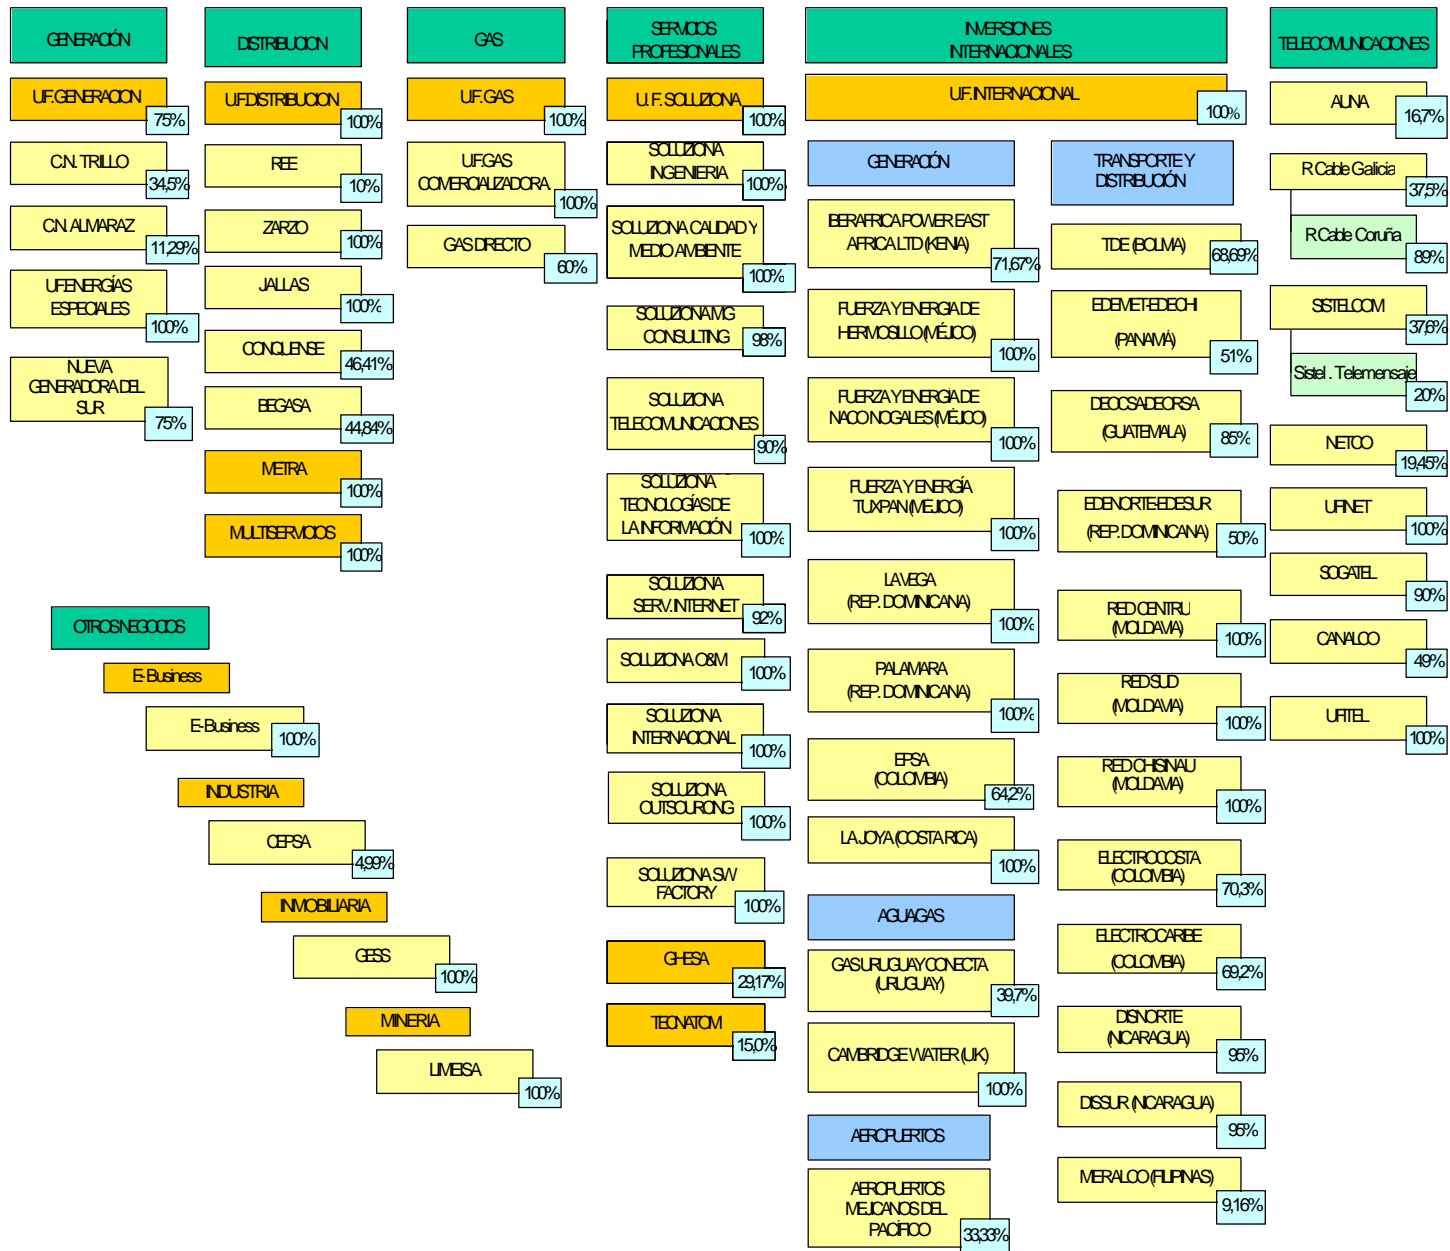 GENERACIÓN
U.F.GENERACION
75%
C.N. TRILLO
34,5%
C.N. ALMARAZ
11,29%
U.F.ENERGÍAS
ESPECIALES
100%
NUEVA
GENERADORA DEL
SUR
75%
DISTRIBUCION
U.F.DISTRIBUCION
100%
REE
10%
ZARZO
100%
JALLAS
100%
CONQUENSE
46,41%
BEGASA
44,84%
METRA
100%
MULTISERVICIOS
100%
OTROS NEGOCIOS
E-Business
E-Business
100%
INDUSTRIA
CEPSA
4,99%
INMOBILIARIA
GESS
100%
MINERIA
LIMEISA
100%
GAS
U.F.GAS
100%
U.F.GAS
COMERCIALIZADORA
100%
GAS DIRECTO
60%
SERVICIOS
PROFESIONALES
U. F. SOLUZIONA
100%
SOLUZIONA
INGENIERIA
100%
SOLUZIONA CALIDAD Y
MEDIO AMBIENTE
100%
SOLUZIONA MG
CONSULTING
98%
SOLUZIONA
TELECOMUNICACIONES
90%
SOLUZIONA
TECNOLOGÍAS DE
LA INFORMACIÓN
100%
SOLUZIONA
SERV.INTERNET
92%
SOLUZIONA O&M
100%
SOLUZIONA
INTERNACIONAL
100%
SOLUZIONA
OUTSOURCING
100%
SOLUZIONA SW
FACTORY
100%
GHESA
29,17%
TECNATOM
15,0%
INVERSIONES
INTERNACIONALES
U.F.INTERNACIONAL
100%
GENERACIÓN
IBERAFRICA POWER EAST
AFRICA LTD (KENIA)
71,67%
FUERZA Y ENERGIA DE
HERMOSILLO (MÉJICO)
100%
FUERZA Y ENERGIA DE
NACO NOGALES (MÉJICO)
100%
FUERZA Y ENERGÍA
TUXPAN (MÉJICO)
100%
LA VEGA
(REP. DOMINICANA)
100%
PALAMARA
(REP. DOMINICANA)
100%
EPSA
(COLOMBIA)
64,2%
LA JOYA (COSTA RICA)
100%
AGUA/GAS
GAS URUGUAY CONECTA
(URUGUAY)
39,7%
CAMBRIDGE WATER (UK)
100%
AEROPUERTOS
AEROPUERTOS
MEJICANOS DEL
PACÍFICO
33,33%
TRANSPORTE Y
DISTRIBUCIÓN
TDE (BOLIVIA)
68,69%
EDEMET-EDECHI
(PANAMÁ)
51%
DEOCSA DEORSA
(GUATEMALA)
85%
EDENORTE-EDESUR
(REP. DOMINICANA)
50%
RED CENTRU
(MOLDAVIA)
100%
RED SUD
(MOLDAVIA)
100%
RED CHISINAU
(MOLDAVIA)
100%
ELECTROCOSTA
(COLOMBIA)
70,3%
ELECTROCARIBE
(COLOMBIA)
69,2%
DISNORTE
(NICARAGUA)
95%
DISSUR (NICARAGUA)
95%
MERALCO (FILIPINAS)
9,16%
TELECOMUNICACIONES
AUNA
16,7%
R Cable Galicia
37,5%
R Cable Coruña
89%
SISTELCOM
37,6%
Sistel . Telemensaje
20%
NETCO
19,45%
UFINET
100%
SOGATEL
90%
CANALCO
49%
UFITEL
100%